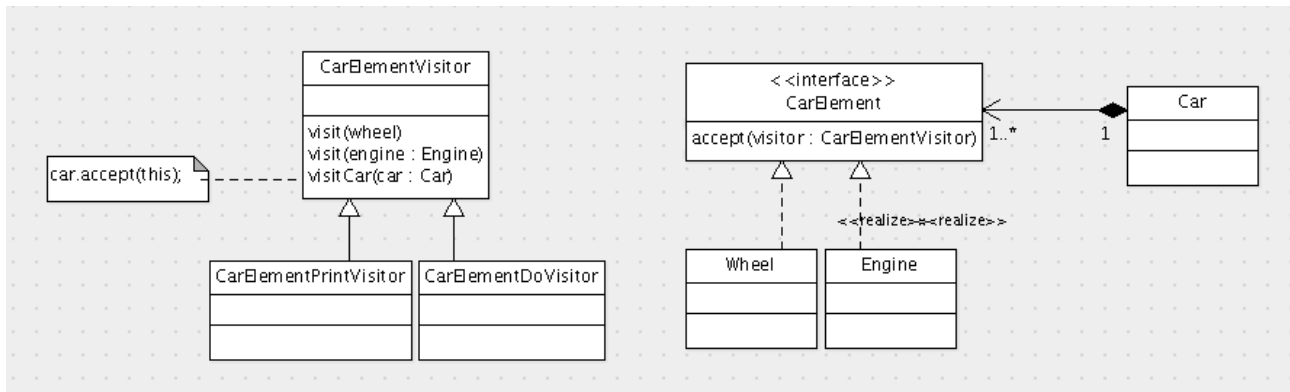 CarElementVisitor
visit(wheel)
visit(engine : Engine)
visitCar(car : Car)
car.accept(this);
CarElementPrintVisitor
CarElementDoVisitor
<<interface>>
CarElement
accept(visitor : CarElementVisitor)
1..*
1
Car
<<realize>>
<<realize>>
Wheel
Engine